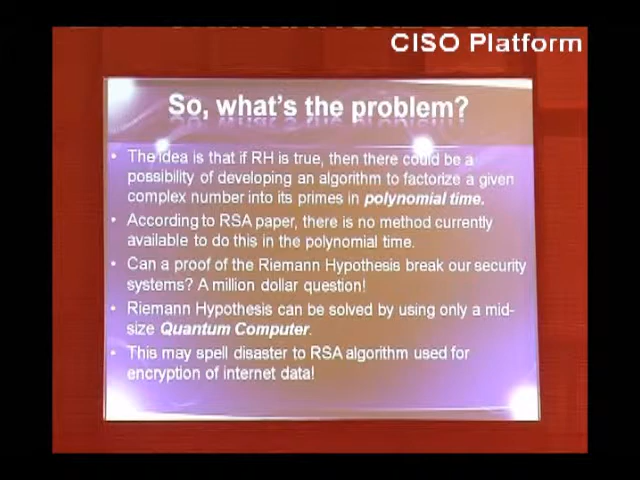 CISO Platform
So, what's the problem?
• The idea is that if RH is true, then there could be a
possibility of developing an algorithm to factorize a given
complex number into its primes in polynomial time.
• According to RSA paper, there is no method currently
available to do this in the polynomial time.
• Can a proof of the Riemann Hypothesis break our security
systems? A million dollar question!
• Riemann Hypothesis can be solved by using only a mid-
size Quantum Computer.
• This may spell disaster to RSA algorithm used for
encryption of internet data!